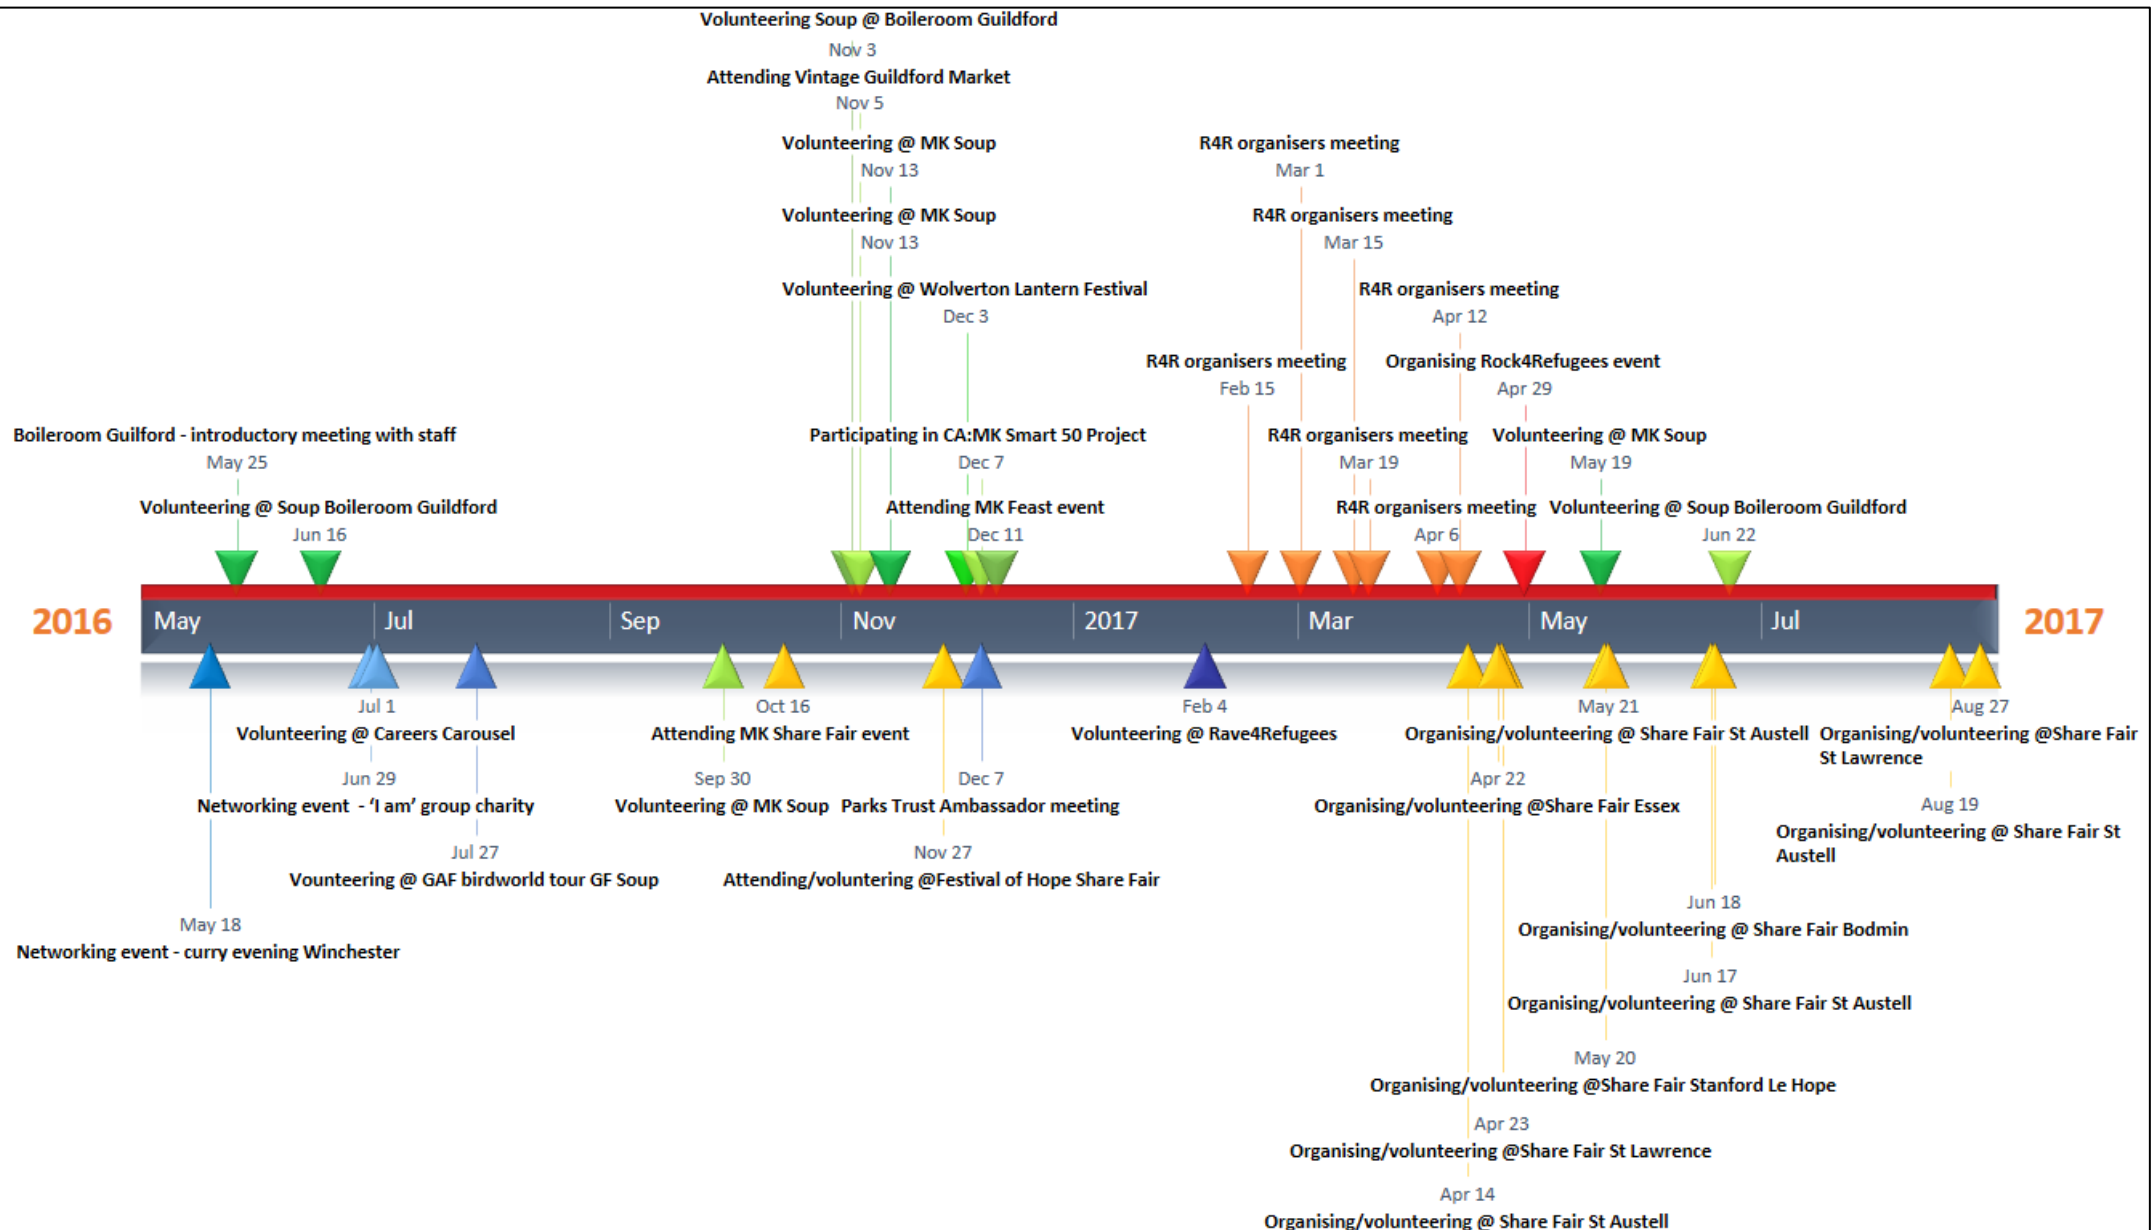 Volunteering Soup @ Boileroom Guildford
Nov 3
Attending Vintage Guildford Market
Nov 5
Volunteering @ MK Soup
Nov 13
R4R organisers meeting
Mar 1
Volunteering @ MK Soup
Nov 13
R4R organisers meeting
Mar 15
Volunteering @ Wolverton Lantern Festival
Dec 3
R4R organisers meeting
Apr 12
R4R organisers meeting
Feb 15
Organising Rock4Refugees event
Apr 29
Boileroom Guilford - introductory meeting with staff
May 25
Participating in CA:MK Smart 50 Project
Dec 7
R4R organisers meeting
Mar 19
Volunteering @ MK Soup
May 19
Volunteering @ Soup Boileroom Guildford
Jun 16
Attending MK Feast event
Dec 11
R4R organisers meeting
Apr 6
Volunteering @ Soup Boileroom Guildford
Jun 22
2016
May
Jul
Sep
Nov
2017
Mar
May
Jul
2017
Jul 1
Volunteering @ Careers Carousel
Oct 16
Attending MK Share Fair event
Feb 4
Volunteering @ Rave4Refugees
May 21
Organising/volunteering @ Share Fair St Austell
Aug 27
Organising/volunteering @Share Fair
St Lawrence
Jun 29
Networking event - ‘I am’ group charity
Sep 30
Volunteering @ MK Soup
Dec 7
Parks Trust Ambassador meeting
Apr 22
Organising/volunteering @Share Fair Essex
Aug 19
Organising/volunteering @ Share Fair St
Austell
Jul 27
Vounteering @ GAF birdworld tour GF Soup
Nov 27
Attending/voluntering @Festival of Hope Share Fair
May 18
Networking event - curry evening Winchester
Jun 18
Organising/volunteering @ Share Fair Bodmin
Jun 17
Organising/volunteering @ Share Fair St Austell
May 20
Organising/volunteering @Share Fair Stanford Le Hope
Apr 23
Organising/volunteering @Share Fair St Lawrence
Apr 14
Organising/volunteering @ Share Fair St Austell